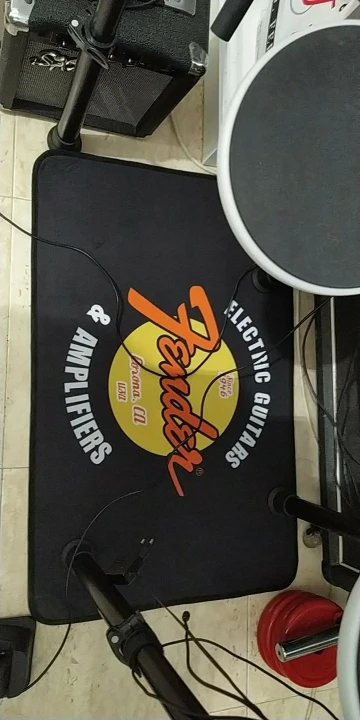 ELECTRIC GUITARS
Since
1946
Fender®
Corona, CA
USA
& AMPLIFIERS